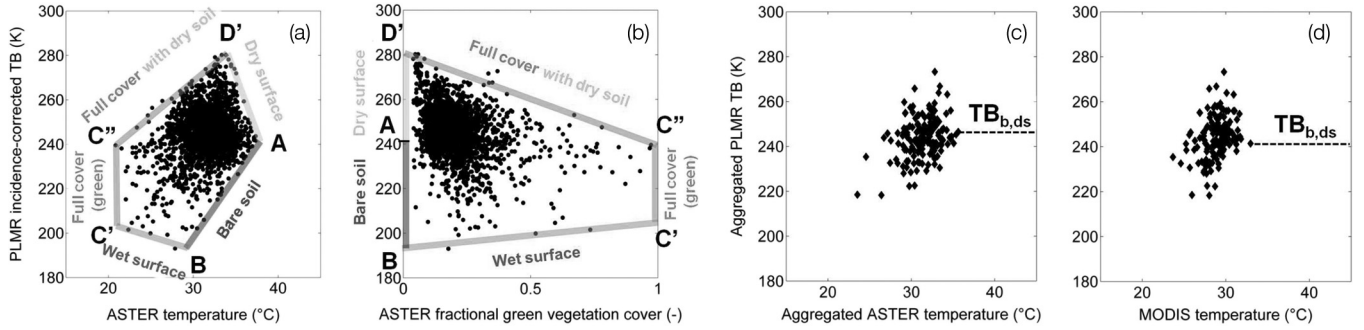 PLMR incidence-corrected TB (K)
300
280
260
240
220
200
180
20
30
40
ASTER temperature (°C)
(a)
D’
A
B
C’
C’’
Full cover with dry soil
Dry surface
Bare soil
Wet surface
Full cover
(green)
300
280
260
240
220
200
180
0
0.5
1
ASTER fractional green vegetation cover (-)
(b)
D’
A
B
C’’
C’
Dry surface
Bare soil
Full cover with dry soil
Full cover
(green)
Wet surface
Aggregated PLMR TB (K)
300
280
260
240
220
200
180
20
30
40
Aggregated ASTER temperature (°C)
(c)
TBb,ds
300
280
260
240
220
200
180
20
30
40
MODIS temperature (°C)
(d)
TBb,ds